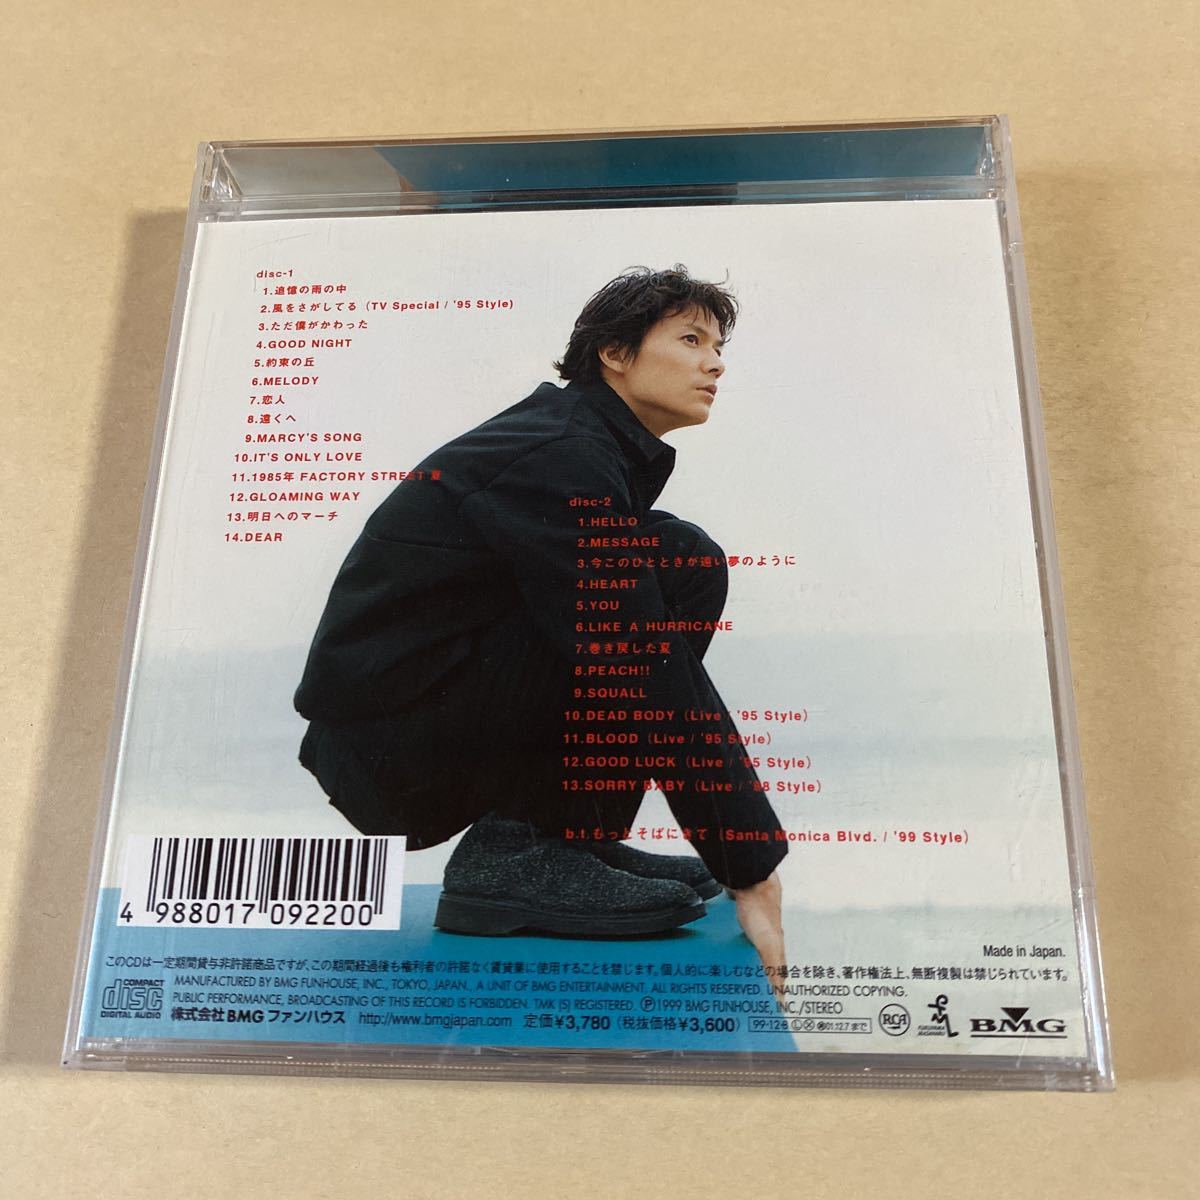 disc-1
1.追憶の雨の中
2.風をさがしてる (TV Special / '95 Style)
3.ただ僕がかわった
4.GOOD NIGHT
5.約束の丘
6.MELODY
7.恋人
8.遠くへ
9.MARCY'S SONG
10.IT'S ONLY LOVE
11.1985年 FACTORY STREET 夏
12.GLOAMING WAY
13.明日へのマーチ
14.DEAR
disc-2
1.HELLO
2.MESSAGE
3.今このひとときが遠い夢のように
4.HEART
5.YOU
6.LIKE A HURRICANE
7.巻き戻した夏
8.PEACH!!
9.SQUALL
10.DEAD BODY (Live / '95 Style)
11.BLOOD (Live / '95 Style)
12.GOOD LUCK (Live / '95 Style)
13.SORRY BABY (Live / '98 Style)
b.t.もっとそばにきて (Santa Monica Blvd. / '99 Style)
4 988017 092200
Made in Japan.
このCDは一定期間貸与非許諾商品ですが、この期間経過後も権利者の許諾なく賃貸業に使用することを禁じます。個人的に楽しむなどの場合を除き、著作権法上、無断複製は禁じられています。
MANUFACTURED BY BMG FUNHOUSE, INC., TOKYO, JAPAN., A UNIT OF BMG ENTERTAINMENT. ALL RIGHTS RESERVED. UNAUTHORIZED COPYING.
PUBLIC PERFORMANCE, BROADCASTING OF THIS RECORD IS FORBIDDEN. TMK (S) REGISTERED. Ⓟ1999 BMG FUNHOUSE, INC./STEREO
COMPACT disc DIGITAL AUDIO
株式会社BMGファンハウス http://www.bmgjapan.com 定価¥3,780 (税抜価格¥3,600) 99・12・8 Ⓛ Ⓧ 01.12.7まで
RCA
FUKUYAMA MASAHARU
BMG